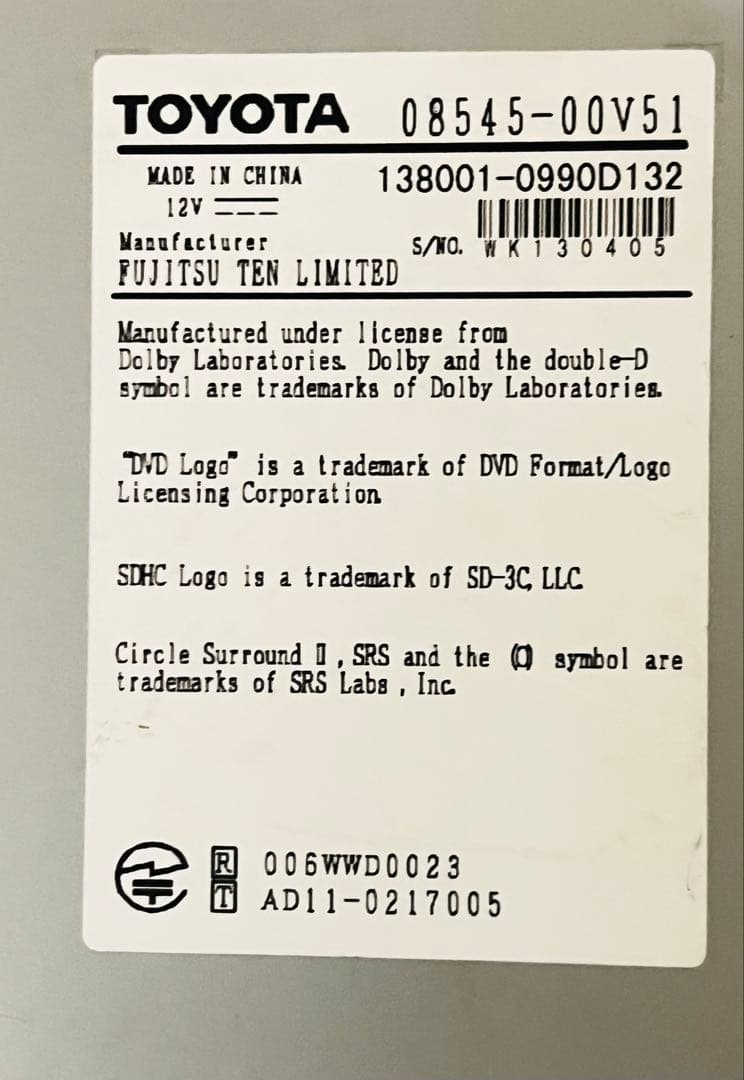 TOYOTA 08545-00V51
MADE IN CHINA 138001-0990D132
12V
Manufacturer S/NO. WK130405
FUJITSU TEN LIMITED
Manufactured under license from
Dolby Laboratories. Dolby and the double-D
symbol are trademarks of Dolby Laboratories.
"DVD Logo" is a trademark of DVD Format/Logo
Licensing Corporation
SDHC Logo is a trademark of SD-3C, LLC.
Circle Surround Ⅱ, SRS and the (O) symbol are
trademarks of SRS Labs, Inc.
R 006WWD0023
T AD11-0217005